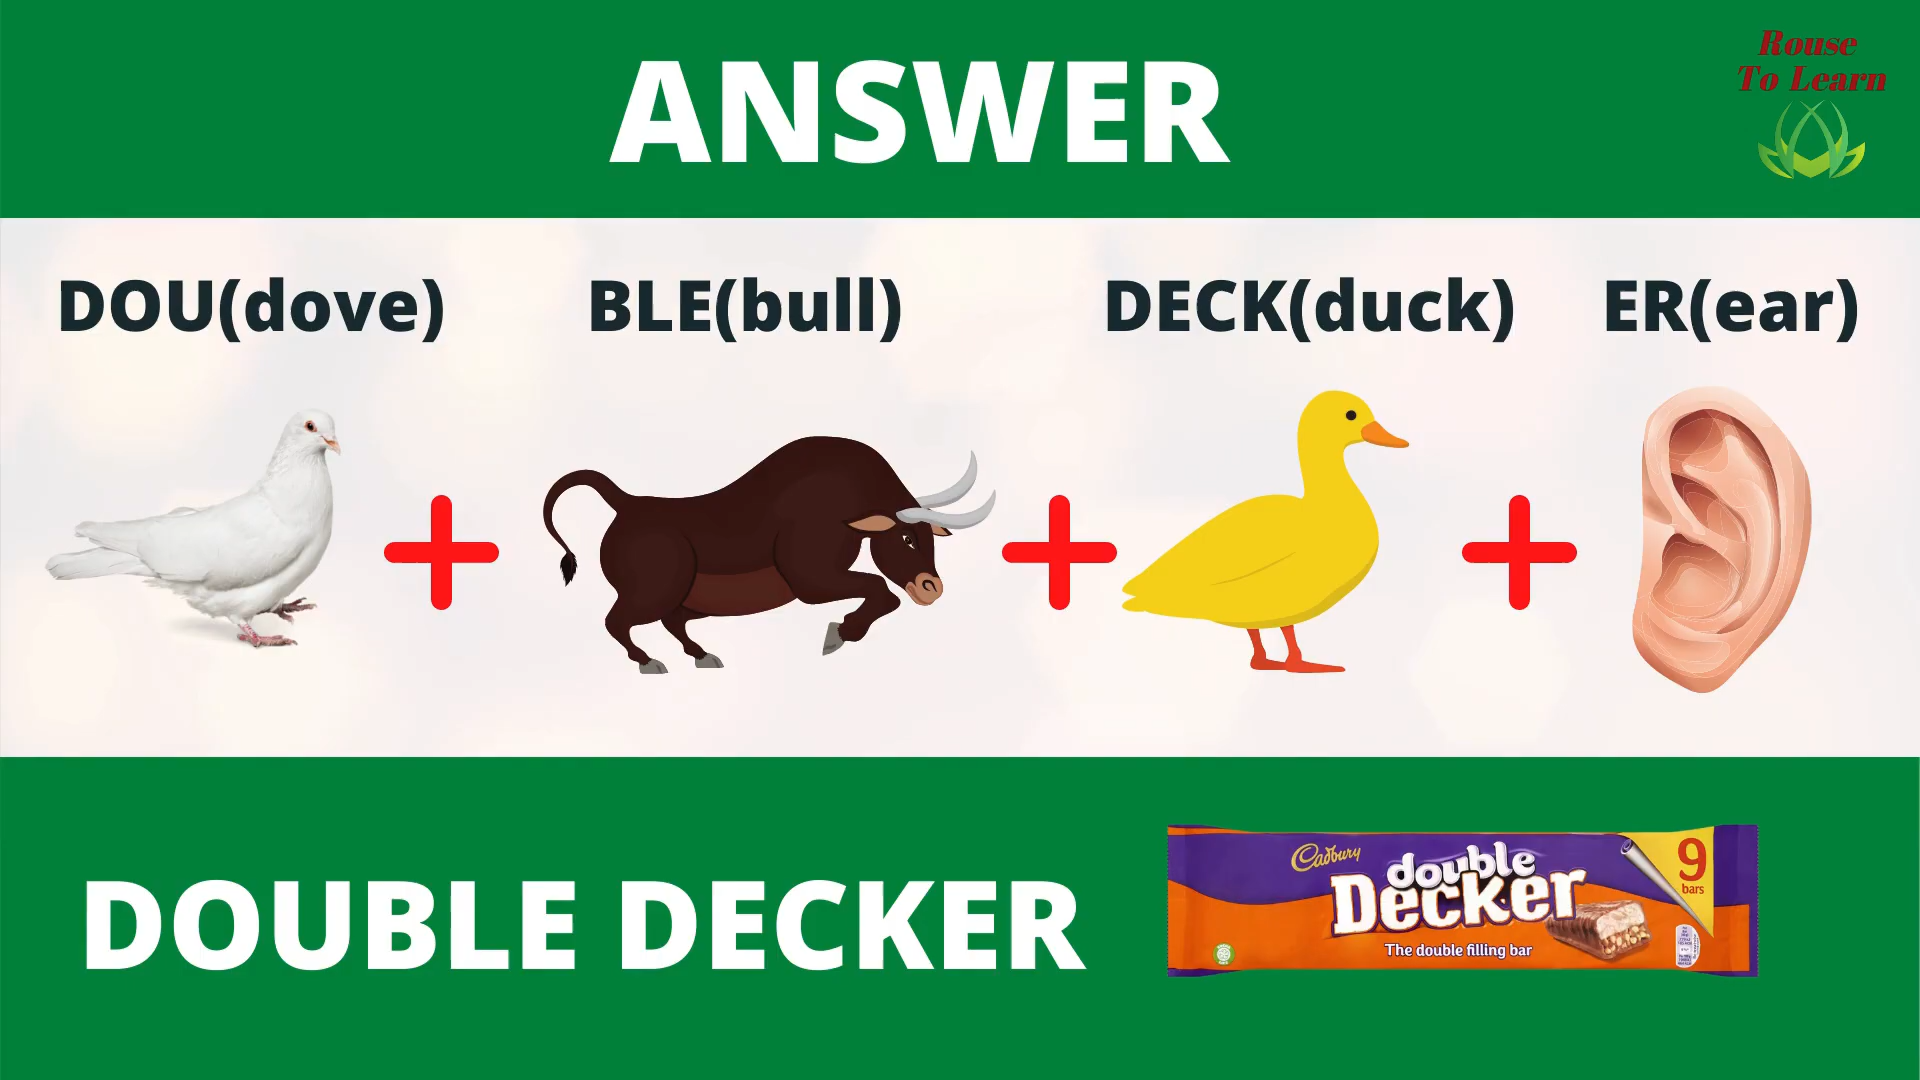 ANSWER
Rouse
To Learn
DOU(dove) BLE(bull) DECK(duck) ER(ear)
DOUBLE DECKER
Cadbury
double
Decker
The double filling bar
9
bars